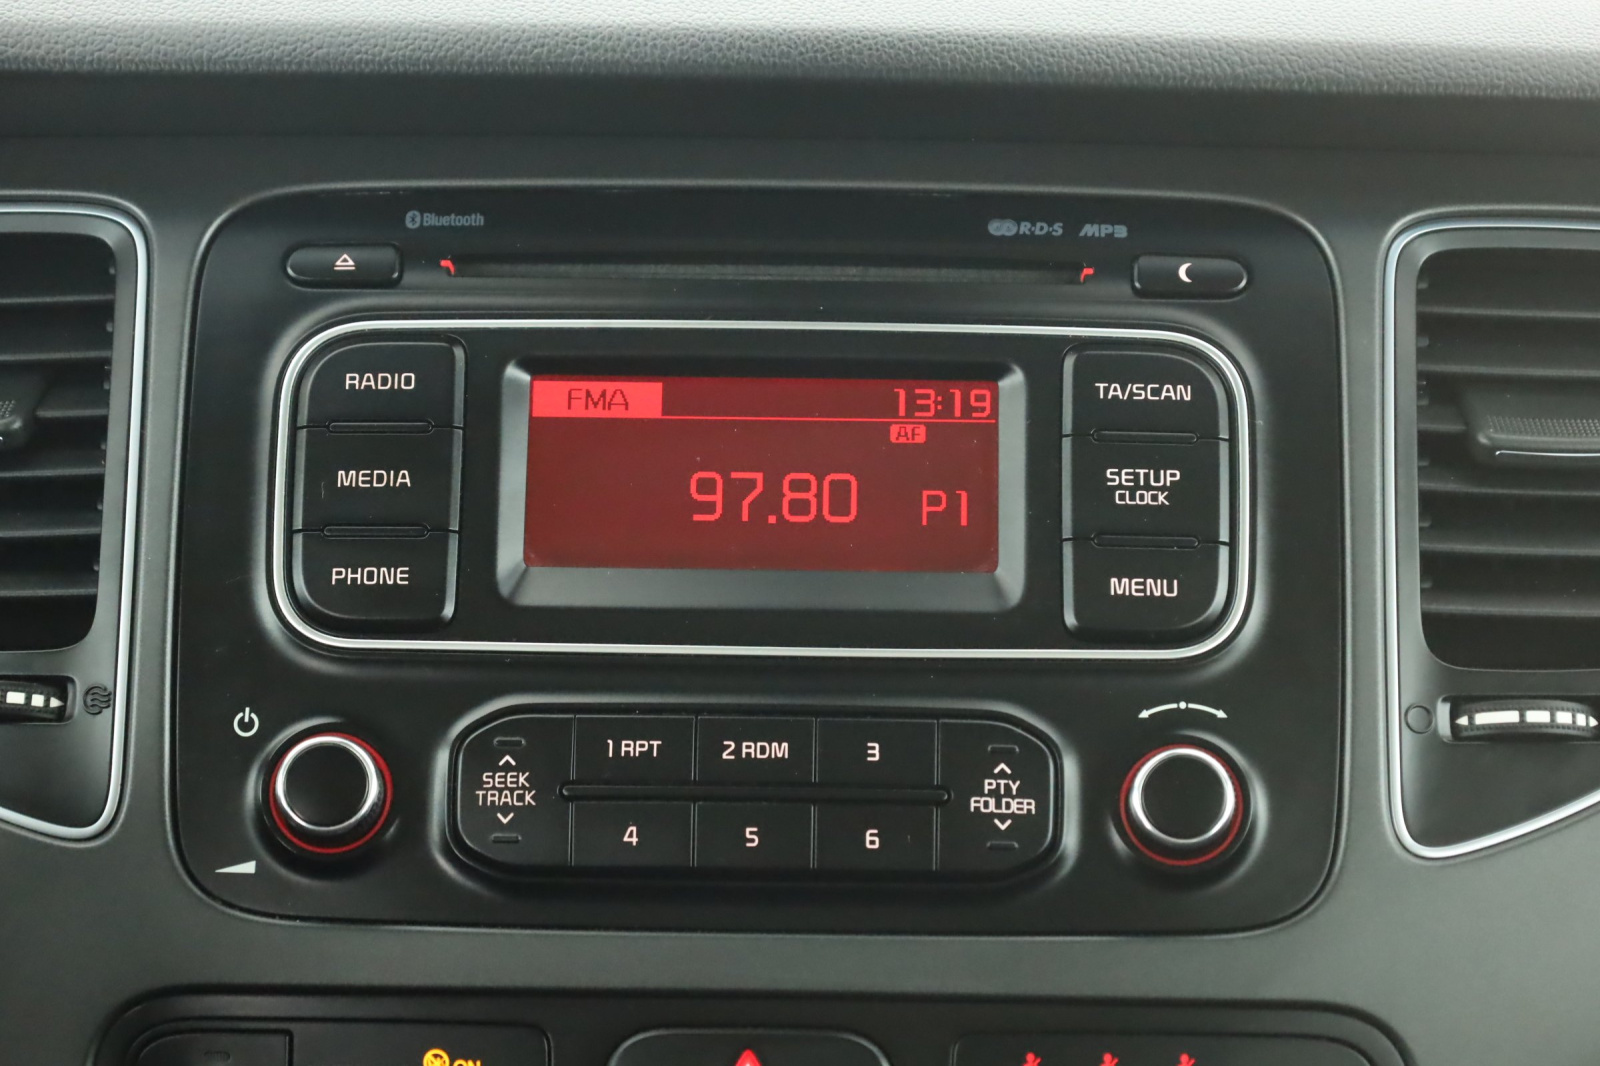 Bluetooth
R·D·S MP3
RADIO
MEDIA
PHONE
FMA 13:19
AF
97.80 P1
TA/SCAN
SETUP
CLOCK
MENU
SEEK
TRACK
1 RPT 2 RDM 3
4 5 6
PTY
FOLDER
ON